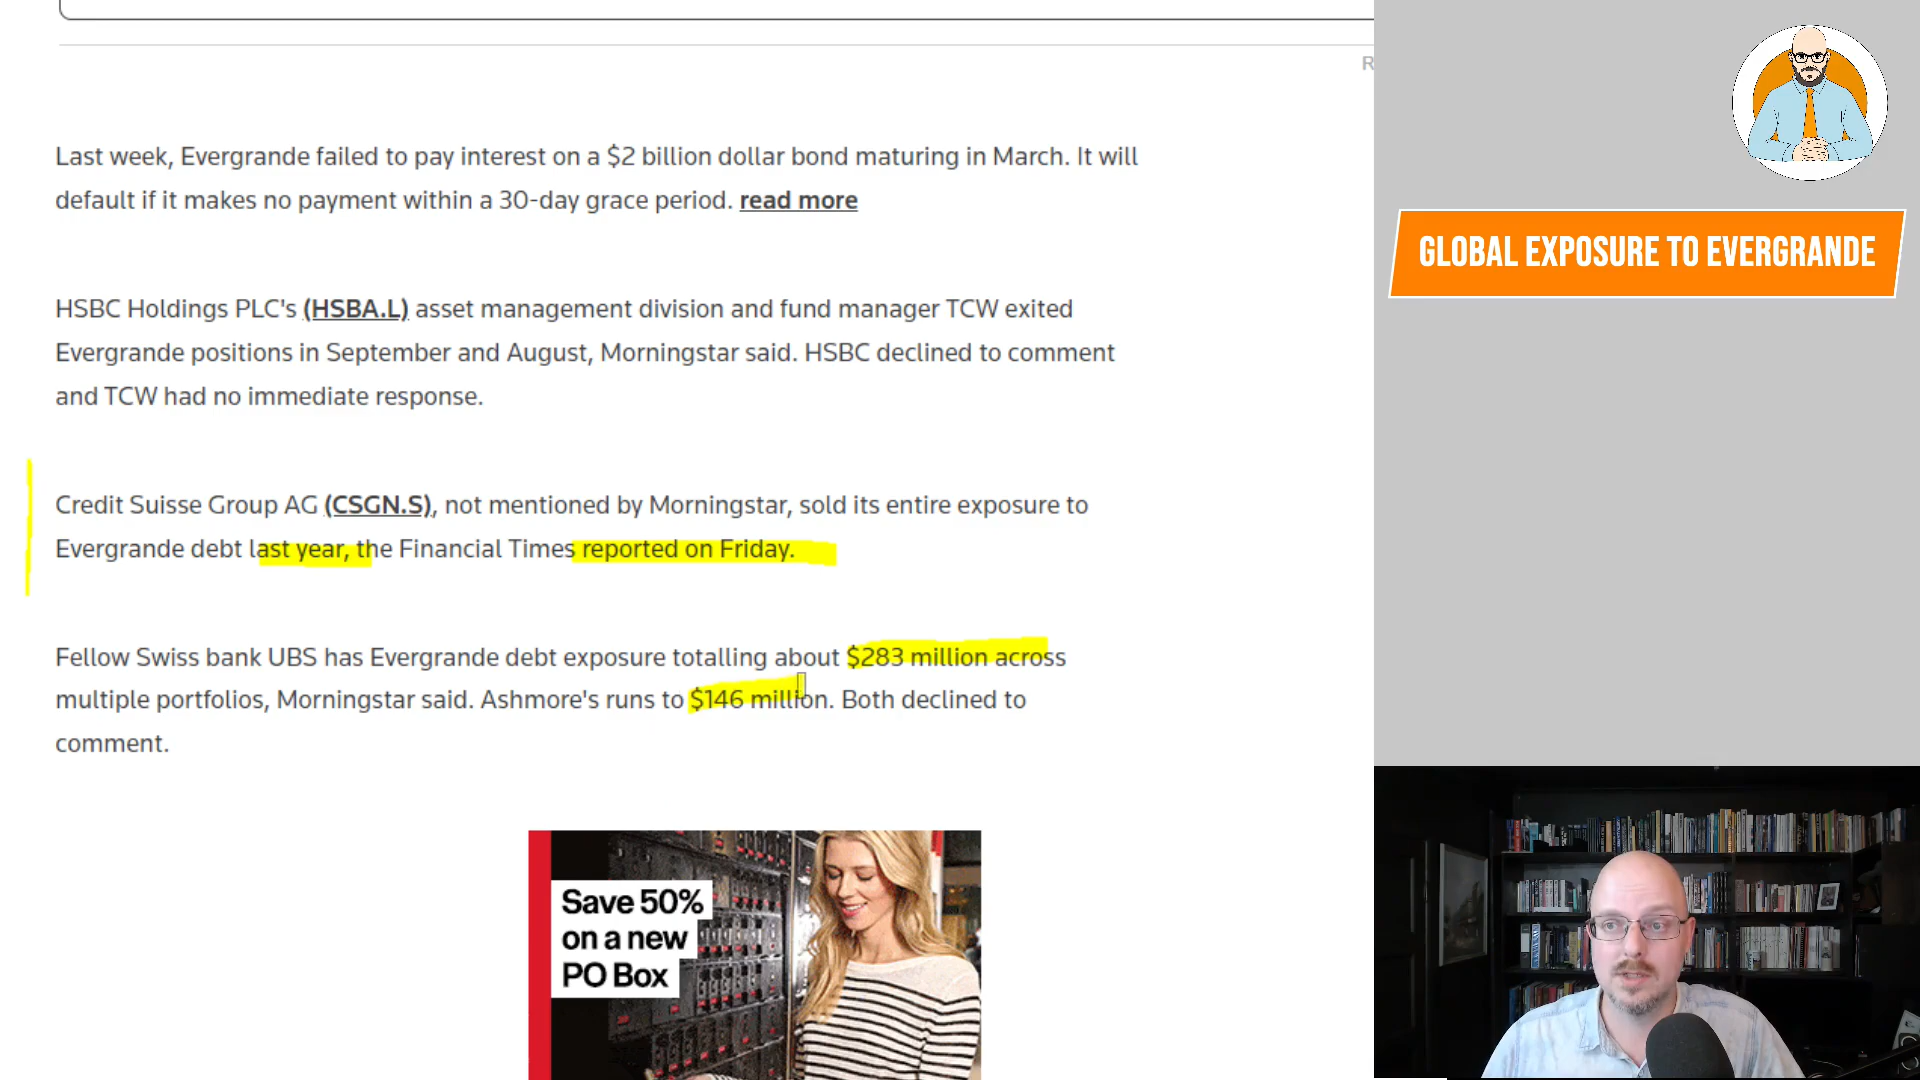 R
Last week, Evergrande failed to pay interest on a $2 billion dollar bond maturing in March. It will
default if it makes no payment within a 30-day grace period. read more
HSBC Holdings PLC's (HSBA.L) asset management division and fund manager TCW exited
Evergrande positions in September and August, Morningstar said. HSBC declined to comment
and TCW had no immediate response.
Credit Suisse Group AG (CSGN.S), not mentioned by Morningstar, sold its entire exposure to
Evergrande debt last year, the Financial Times reported on Friday.
Fellow Swiss bank UBS has Evergrande debt exposure totalling about $283 million across
multiple portfolios, Morningstar said. Ashmore's runs to $146 million. Both declined to
comment.
Save 50%
on a new
PO Box
GLOBAL EXPOSURE TO EVERGRANDE